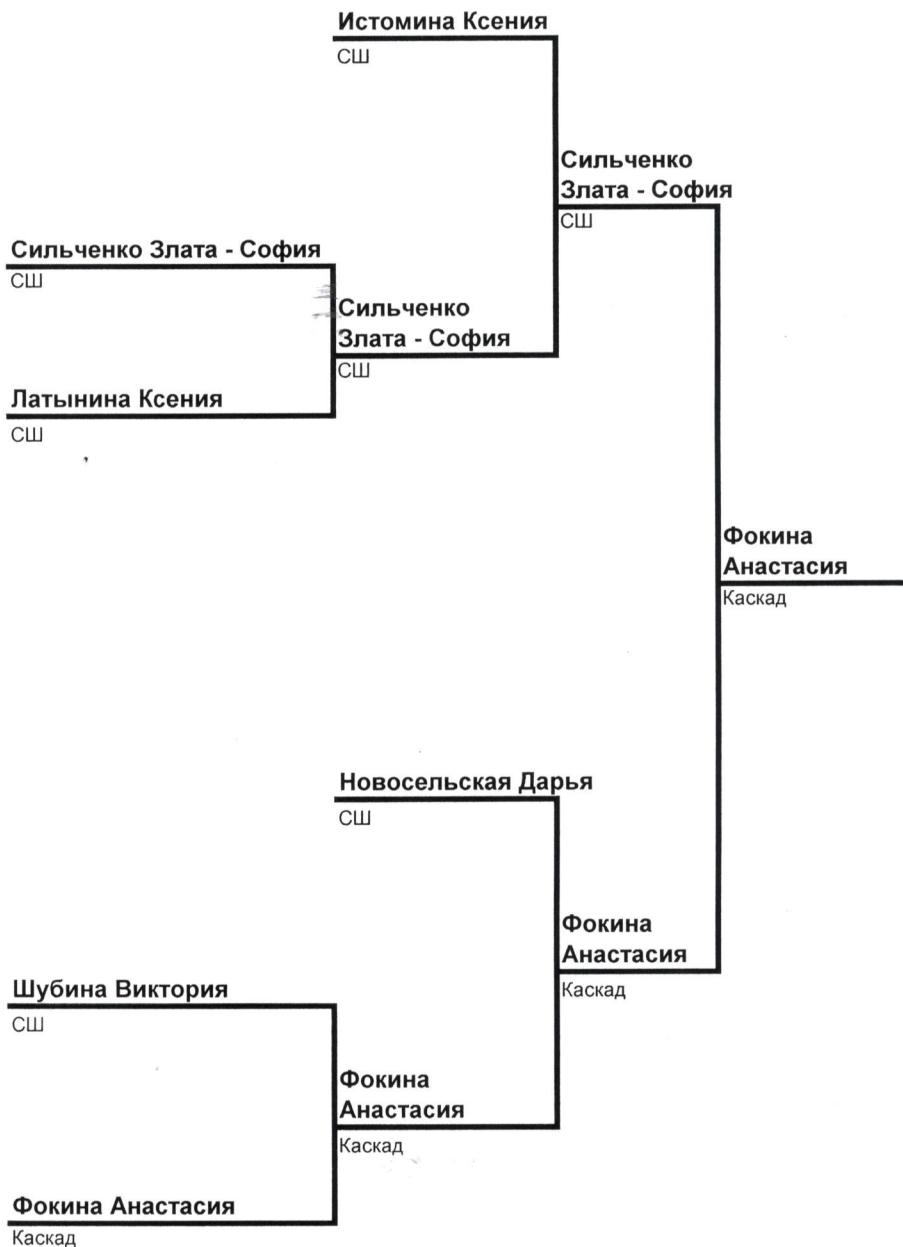 Истомина Ксения
СШ
Сильченко
Злата - София
СШ
Сильченко Злата - София
СШ
Сильченко
Злата - София
СШ
Латынина Ксения
СШ
Фокина
Анастасия
Каскад
Новосельская Дарья
СШ
Фокина
Анастасия
Каскад
Шубина Виктория
СШ
Фокина
Анастасия
Каскад
Фокина Анастасия
Каскад